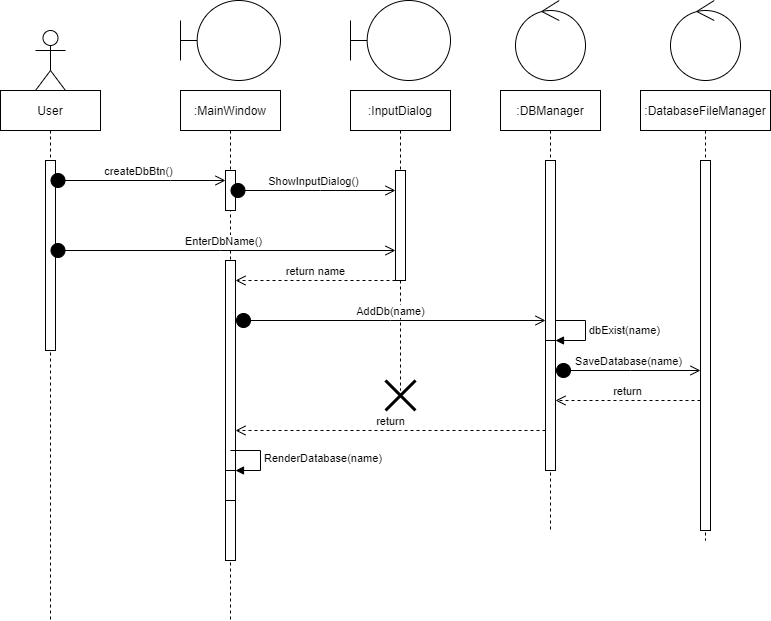 User
:MainWindow
:InputDialog
:DBManager
:DatabaseFileManager
createDbBtn()
ShowInputDialog()
EnterDbName()
return name
AddDb(name)
dbExist(name)
SaveDatabase(name)
return
return
RenderDatabase(name)